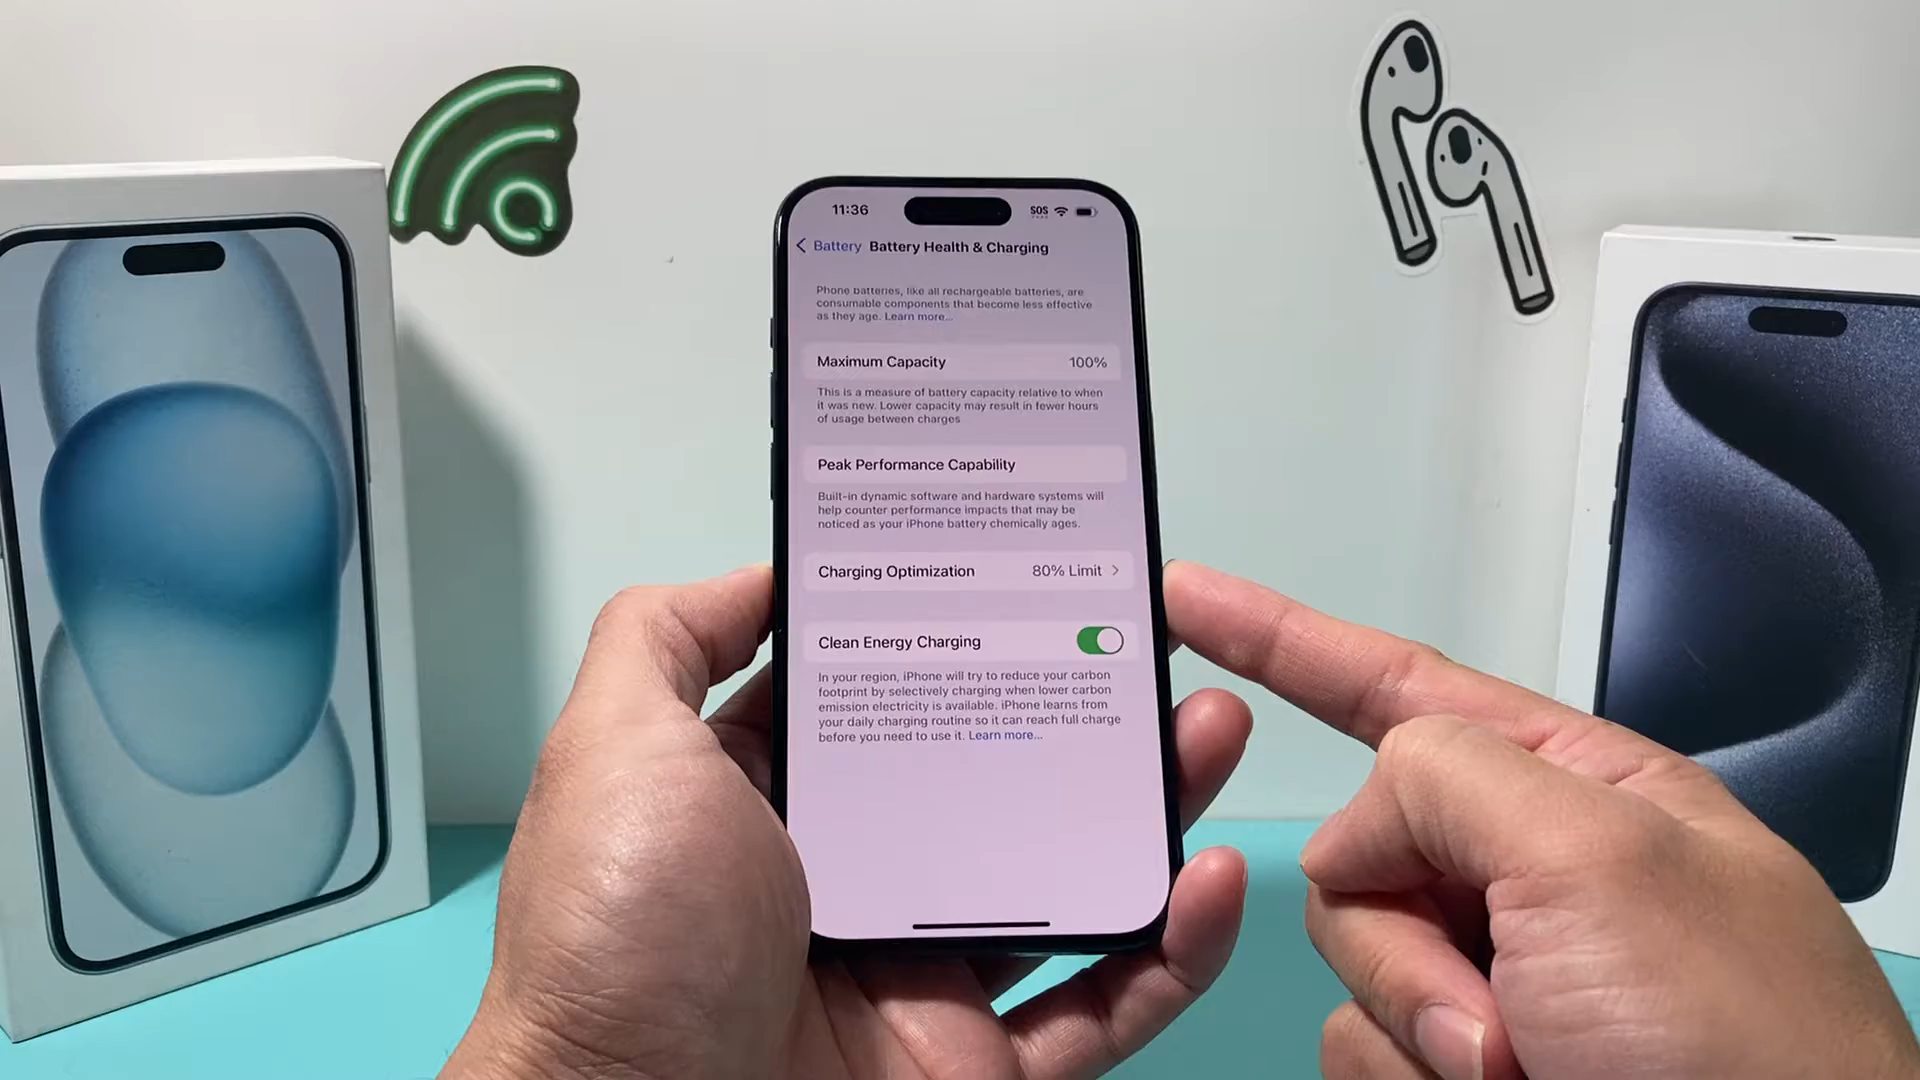 11:36 SOS
Battery Battery Health & Charging
Phone batteries, like all rechargeable batteries, are
consumable components that become less effective
as they age. Learn more...
Maximum Capacity 100%
This is a measure of battery capacity relative to when
it was new. Lower capacity may result in fewer hours
of usage between charges
Peak Performance Capability
Built-in dynamic software and hardware systems will
help counter performance impacts that may be
noticed as your iPhone battery chemically ages.
Charging Optimization 80% Limit
Clean Energy Charging
In your region, iPhone will try to reduce your carbon
footprint by selectively charging when lower carbon
emission electricity is available. iPhone learns from
your daily charging routine so it can reach full charge
before you need to use it. Learn more...